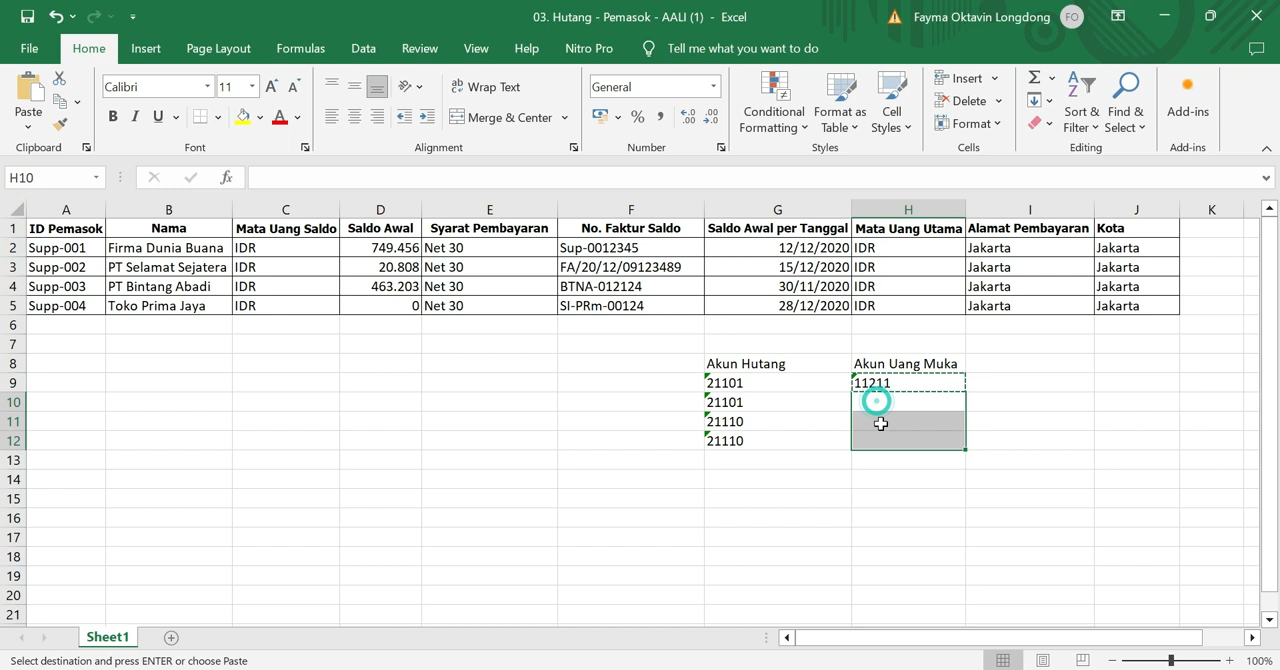 03. Hutang - Pemasok - AALI (1) - Excel
Fayma Oktavin Longdong FO
File Home Insert Page Layout Formulas Data Review View Help Nitro Pro Tell me what you want to do
Paste
Clipboard
Calibri 11
B I U A
Font
Wrap Text
Merge & Center
Alignment
General
% ,
Number
Conditional Formatting
Format as Table
Cell Styles
Styles
Insert
Delete
Format
Cells
Sort & Filter
Find & Select
Editing
Add-ins
Add-ins
H10 fx
A B C D E F G H I J K
1 ID Pemasok Nama Mata Uang Saldo Saldo Awal Syarat Pembayaran No. Faktur Saldo Saldo Awal per Tanggal Mata Uang Utama Alamat Pembayaran Kota
2 Supp-001 Firma Dunia Buana IDR 749.456 Net 30 Sup-0012345 12/12/2020 IDR Jakarta Jakarta
3 Supp-002 PT Selamat Sejatera IDR 20.808 Net 30 FA/20/12/09123489 15/12/2020 IDR Jakarta Jakarta
4 Supp-003 PT Bintang Abadi IDR 463.203 Net 30 BTNA-012124 30/11/2020 IDR Jakarta Jakarta
5 Supp-004 Toko Prima Jaya IDR 0 Net 30 SI-PRm-00124 28/12/2020 IDR Jakarta Jakarta
6
7
8 Akun Hutang Akun Uang Muka
9 21101 11211
10 21101
11 21110
12 21110
13
14
15
16
17
18
19
20
21
Sheet1
Select destination and press ENTER or choose Paste 100%